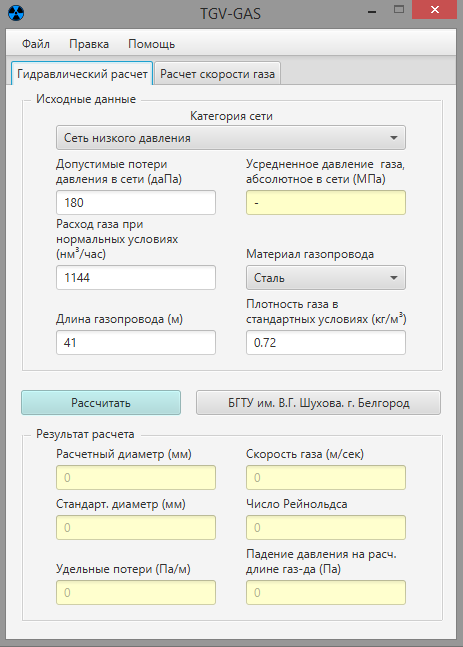 TGV-GAS
Файл Правка Помощь
Гидравлический расчет Расчет скорости газа
Исходные данные
Категория сети
Сеть низкого давления
Допустимые потери
давления в сети (даПа)
Усредненное давление газа,
абсолютное в сети (МПа)
180
-
Расход газа при
нормальных условиях
(нм³/час)
Материал газопровода
1144
Сталь
Длина газопровода (м)
Плотность газа в
стандартных условиях (кг/м³)
41
0.72
Рассчитать
БГТУ им. В.Г. Шухова. г. Белгород
Результат расчета
Расчетный диаметр (мм)
Скорость газа (м/сек)
0
0
Стандарт. диаметр (мм)
Число Рейнольдса
0
0
Удельные потери (Па/м)
Падение давления на расч.
длине газ-да (Па)
0
0